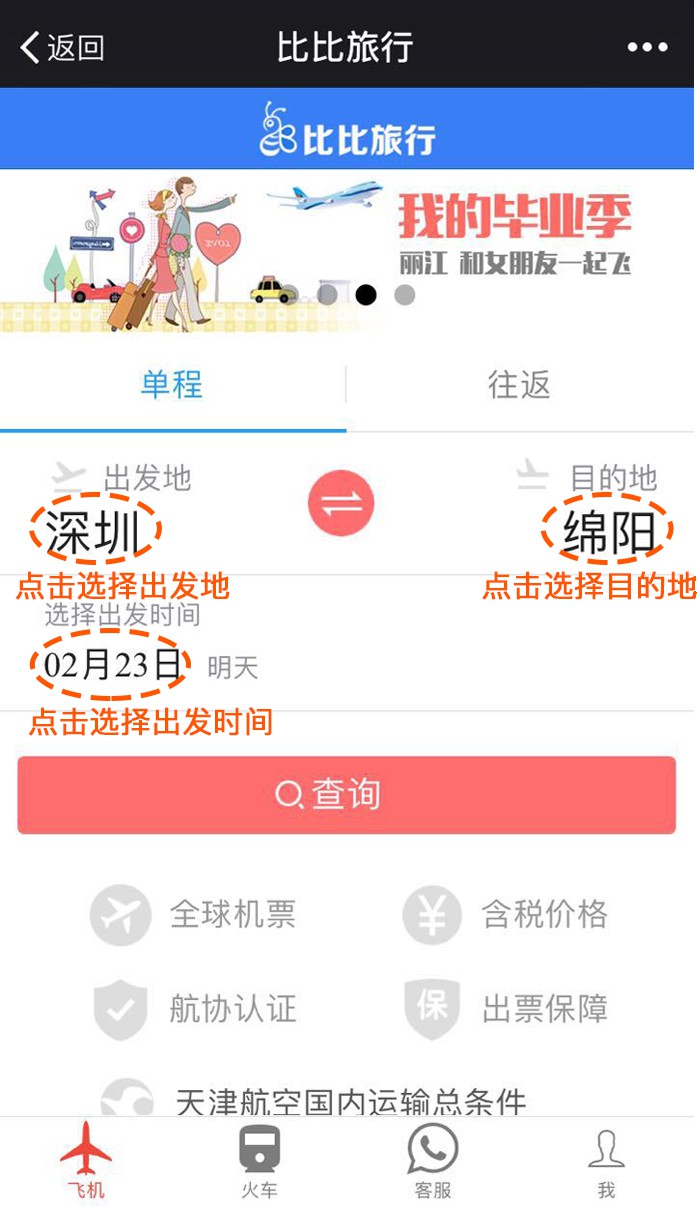 返回
比比旅行
比比旅行
我的毕业季
丽江 和女朋友一起飞
单程
往返
出发地
目的地
深圳
绵阳
点击选择出发地
点击选择目的地
选择出发时间
02月23日 明天
点击选择出发时间
查询
全球机票
¥ 含税价格
航协认证
保 出票保障
天津航空国内运输总条件
飞机
火车
客服
我